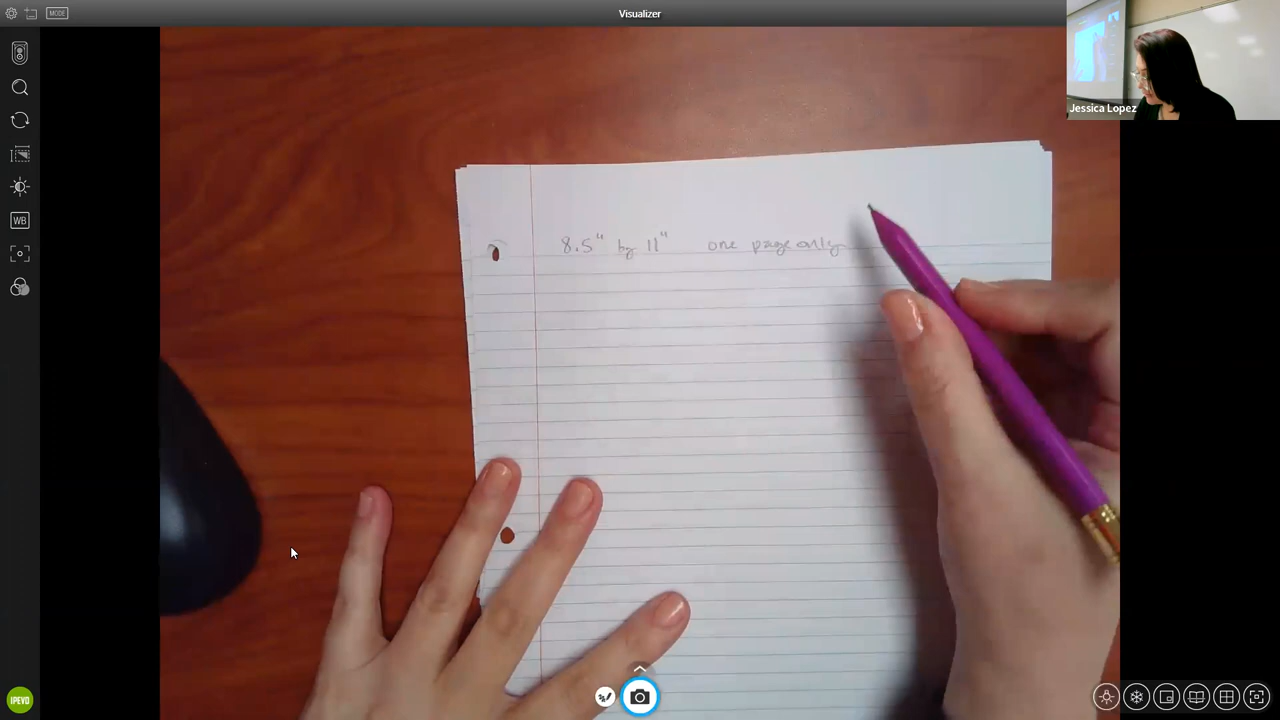 MODE
Visualizer
Jessica Lopez
8.5" by 11" one page only
WB
IPEVO